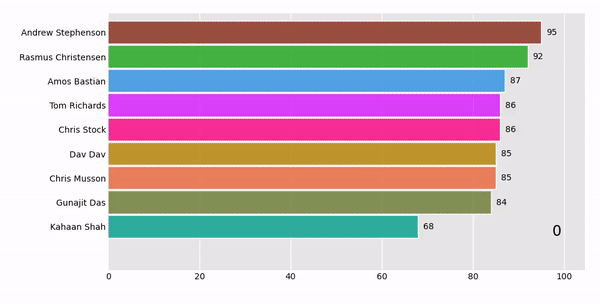 Andrew Stephenson 95
Rasmus Christensen 92
Amos Bastian 87
Tom Richards 86
Chris Stock 86
Dav Dav 85
Chris Musson 85
Gunajit Das 84
Kahaan Shah 68
0
0 20 40 60 80 100